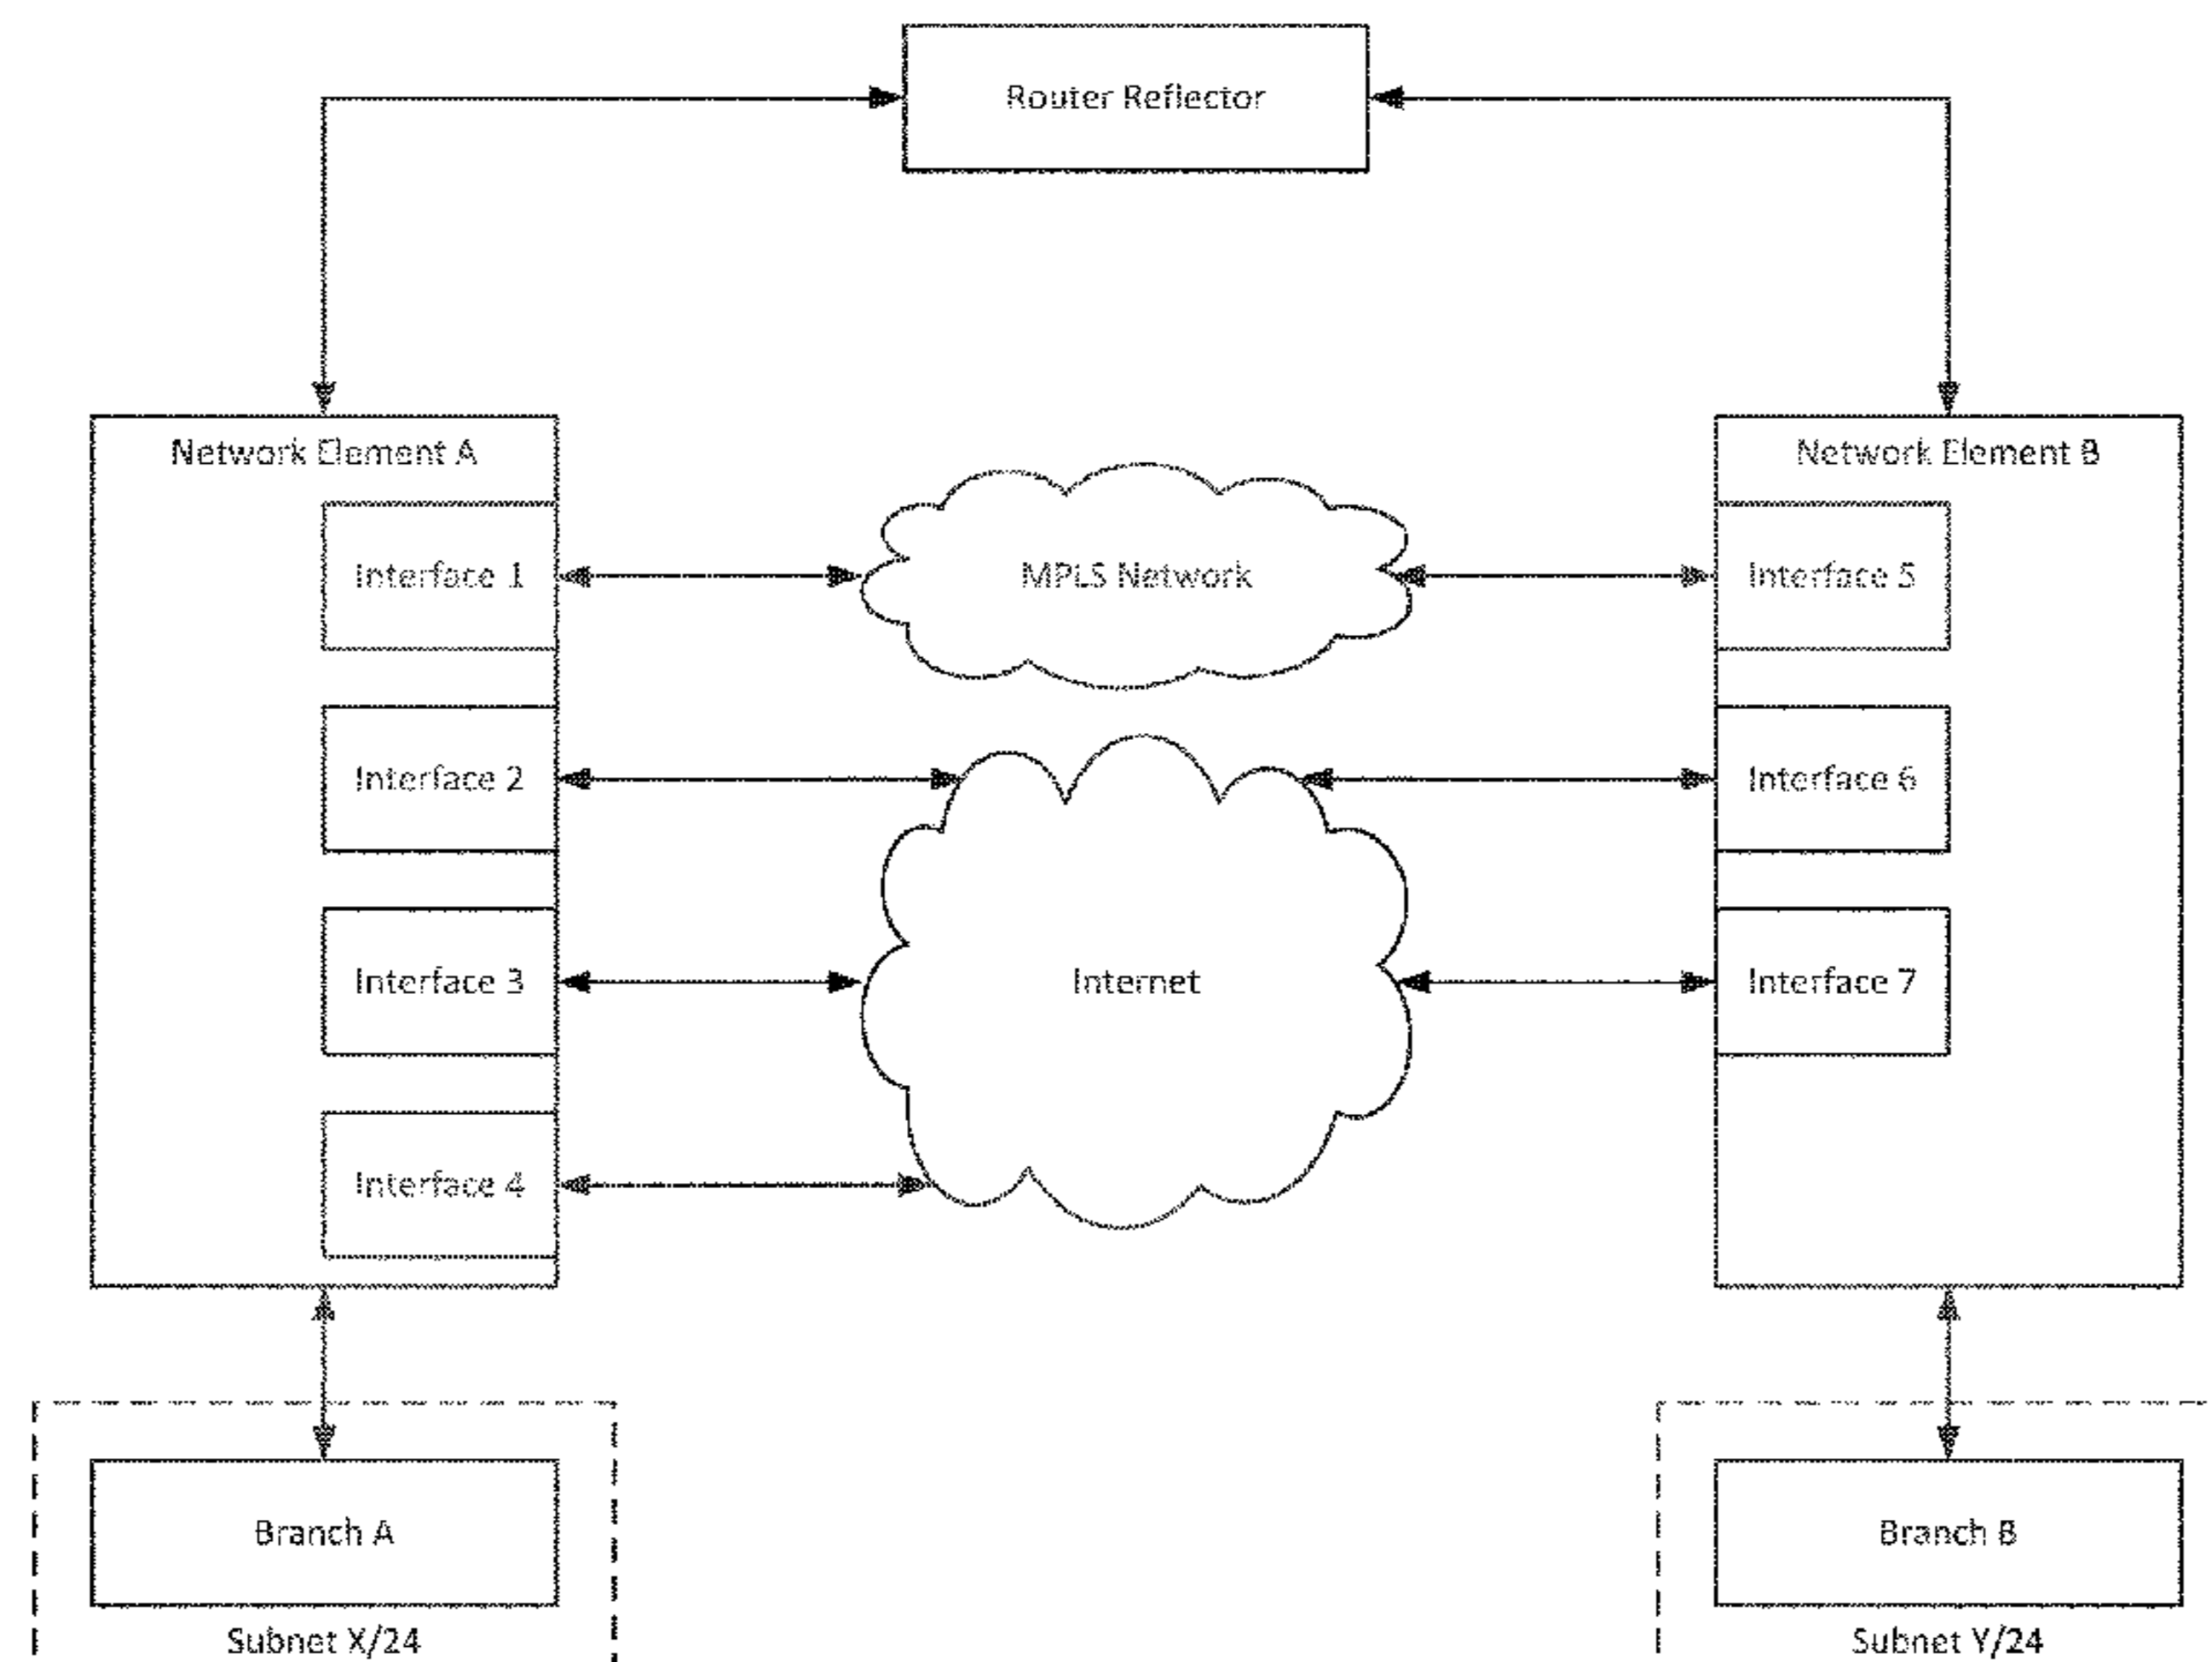 Router Reflector
Network Element A
Network Element B
Interface 1
MPLS Network
Interface 5
Interface 2
Interface 6
Interface 3
Internet
Interface 7
Interface 4
Branch A
Branch B
Subnet X/24
Subnet Y/24